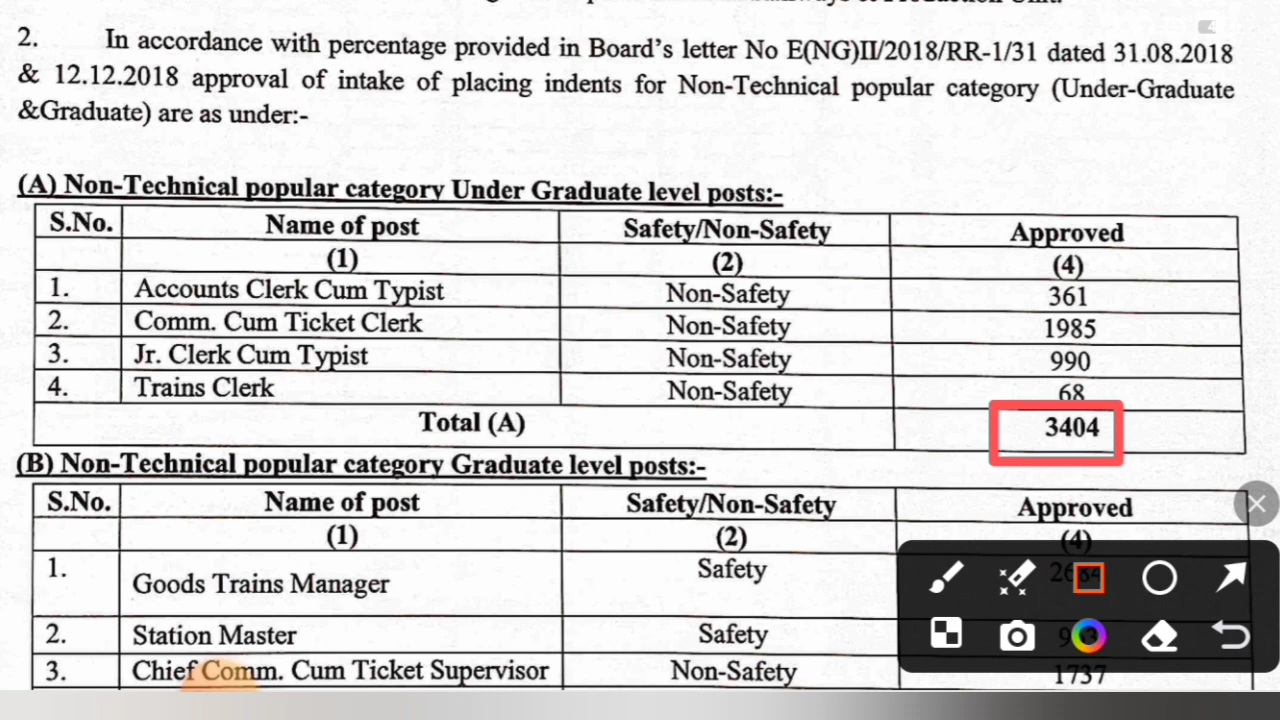 2. In accordance with percentage provided in Board's letter No E(NG)II/2018/RR-1/31 dated 31.08.2018
& 12.12.2018 approval of intake of placing indents for Non-Technical popular category (Under-Graduate
&Graduate) are as under:-
(A) Non-Technical popular category Under Graduate level posts:-
S.No. Name of post Safety/Non-Safety Approved
(1) (2) (4)
1. Accounts Clerk Cum Typist Non-Safety 361
2. Comm. Cum Ticket Clerk Non-Safety 1985
3. Jr. Clerk Cum Typist Non-Safety 990
4. Trains Clerk Non-Safety 68
Total (A) 3404
(B) Non-Technical popular category Graduate level posts:-
S.No. Name of post Safety/Non-Safety Approved
(1) (2) (4)
1. Goods Trains Manager Safety
2. Station Master Safety
3. Chief Comm. Cum Ticket Supervisor Non-Safety 1737